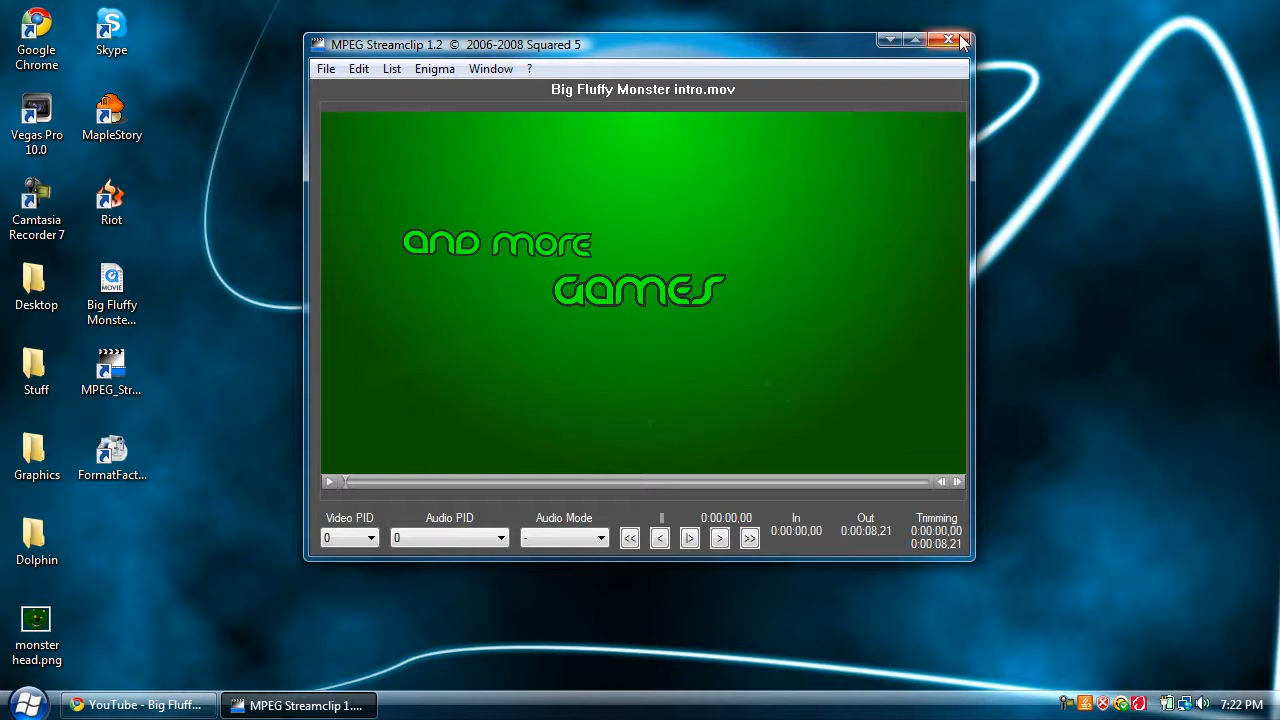 Google
Chrome
Skype
Vegas Pro
10.0
MapleStory
Camtasia
Recorder 7
Riot
Desktop
Big Fluffy
Monste...
Stuff
MPEG_Str...
Graphics
FormatFact...
Dolphin
monster
head.png
MPEG Streamclip 1.2 © 2006-2008 Squared 5
File Edit List Enigma Window ?
Big Fluffy Monster intro.mov
AND MORE
GAMES
Video PID Audio PID Audio Mode 0:00:00,00 In Out Trimming
0:00:00,00 0:00:08,21 0:00:00,00
0:00:08,21
0 0 - << < |> > >>
YouTube - Big Fluff... MPEG Streamclip 1.... 7:22 PM
MOVIE